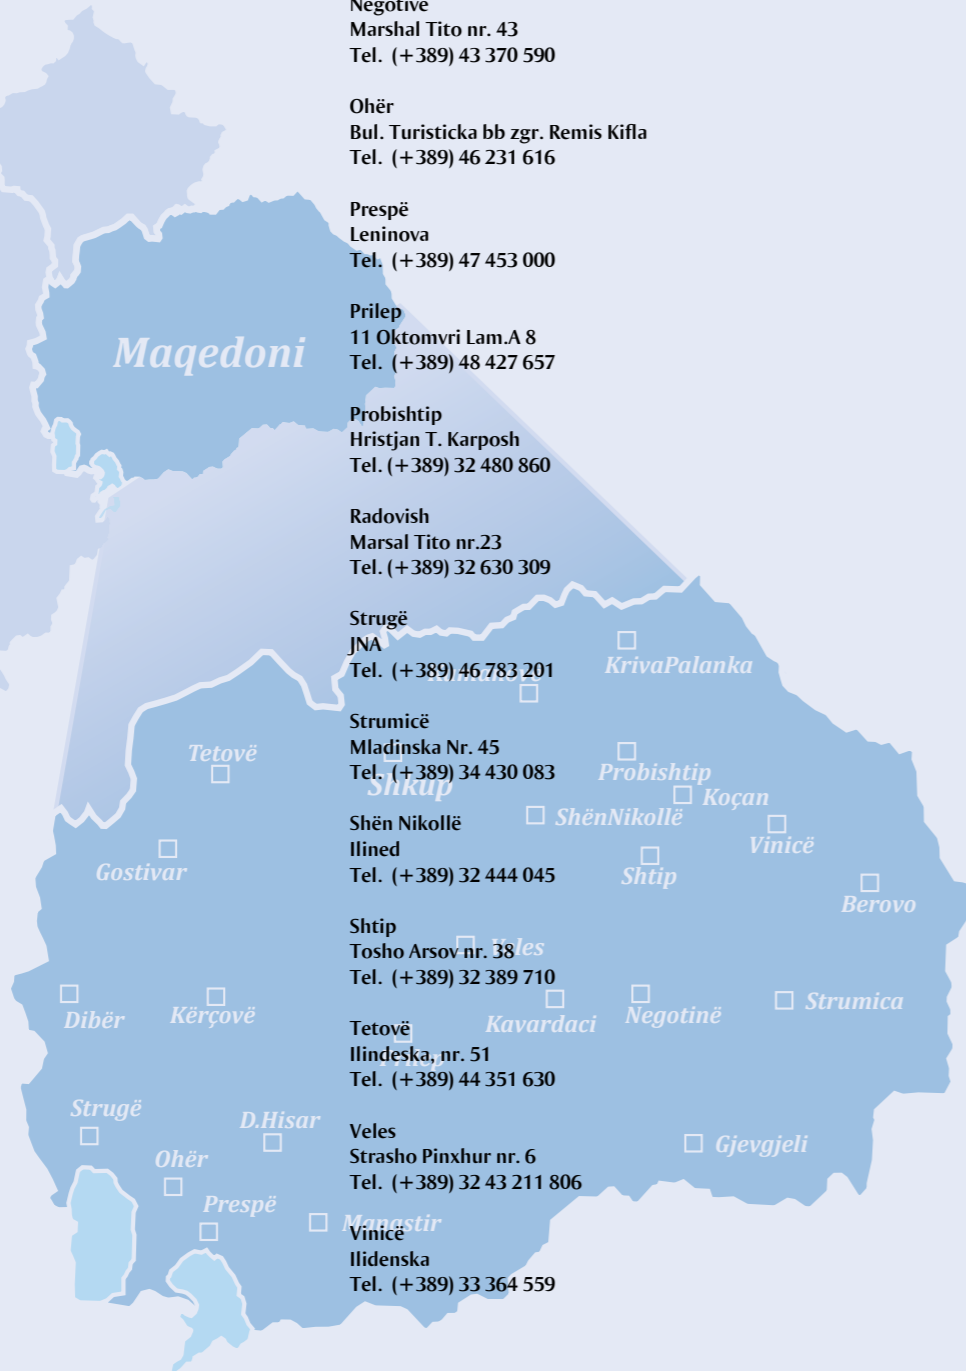 Negotive
Marshal Tito nr. 43
Tel. (+389) 43 370 590
Ohër
Bul. Turisticka bb zgr. Remis Kifla
Tel. (+389) 46 231 616
Prespë
Leninova
Tel. (+389) 47 453 000
Prilep
11 Oktomvri Lam.A 8
Tel. (+389) 48 427 657
Probishtip
Hristjan T. Karposh
Tel. (+389) 32 480 860
Radovish
Marsal Tito nr.23
Tel. (+389) 32 630 309
Strugë
JNA
Tel. (+389) 46 783 201
Strumicë
Mladinska Nr. 45
Tel. (+389) 34 430 083
Shën Nikollë
Ilined
Tel. (+389) 32 444 045
Shtip
Tosho Arsov nr. 38
Tel. (+389) 32 389 710
Tetovë
Ilindeska, nr. 51
Tel. (+389) 44 351 630
Veles
Strasho Pinxhur nr. 6
Tel. (+389) 32 43 211 806
Vinicë
Ilidenska
Tel. (+389) 33 364 559
Maqedoni
KrivaPalanka
Tetovë
Shkup
Probishtip
Koçan
ShënNikollë
Vinicë
Gostivar
Shtip
Berovo
Veles
Dibër
Kërçovë
Kavardaci
Negotinë
Strumica
Prilep
Strugë
D.Hisar
Ohër
Gjevgjeli
Prespë
Manastir